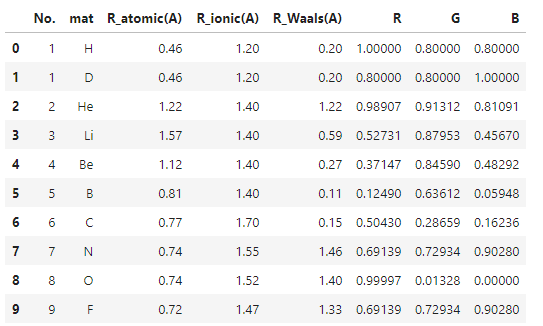 No. mat R_atomic(A) R_ionic(A) R_Waals(A) R G B
0 1 H 0.46 1.20 0.20 1.00000 0.80000 0.80000
1 1 D 0.46 1.20 0.20 0.80000 0.80000 1.00000
2 2 He 1.22 1.40 1.22 0.98907 0.91312 0.81091
3 3 Li 1.57 1.40 0.59 0.52731 0.87953 0.45670
4 4 Be 1.12 1.40 0.27 0.37147 0.84590 0.48292
5 5 B 0.81 1.40 0.11 0.12490 0.63612 0.05948
6 6 C 0.77 1.70 0.15 0.50430 0.28659 0.16236
7 7 N 0.74 1.55 1.46 0.69139 0.72934 0.90280
8 8 O 0.74 1.52 1.40 0.99997 0.01328 0.00000
9 9 F 0.72 1.47 1.33 0.69139 0.72934 0.90280